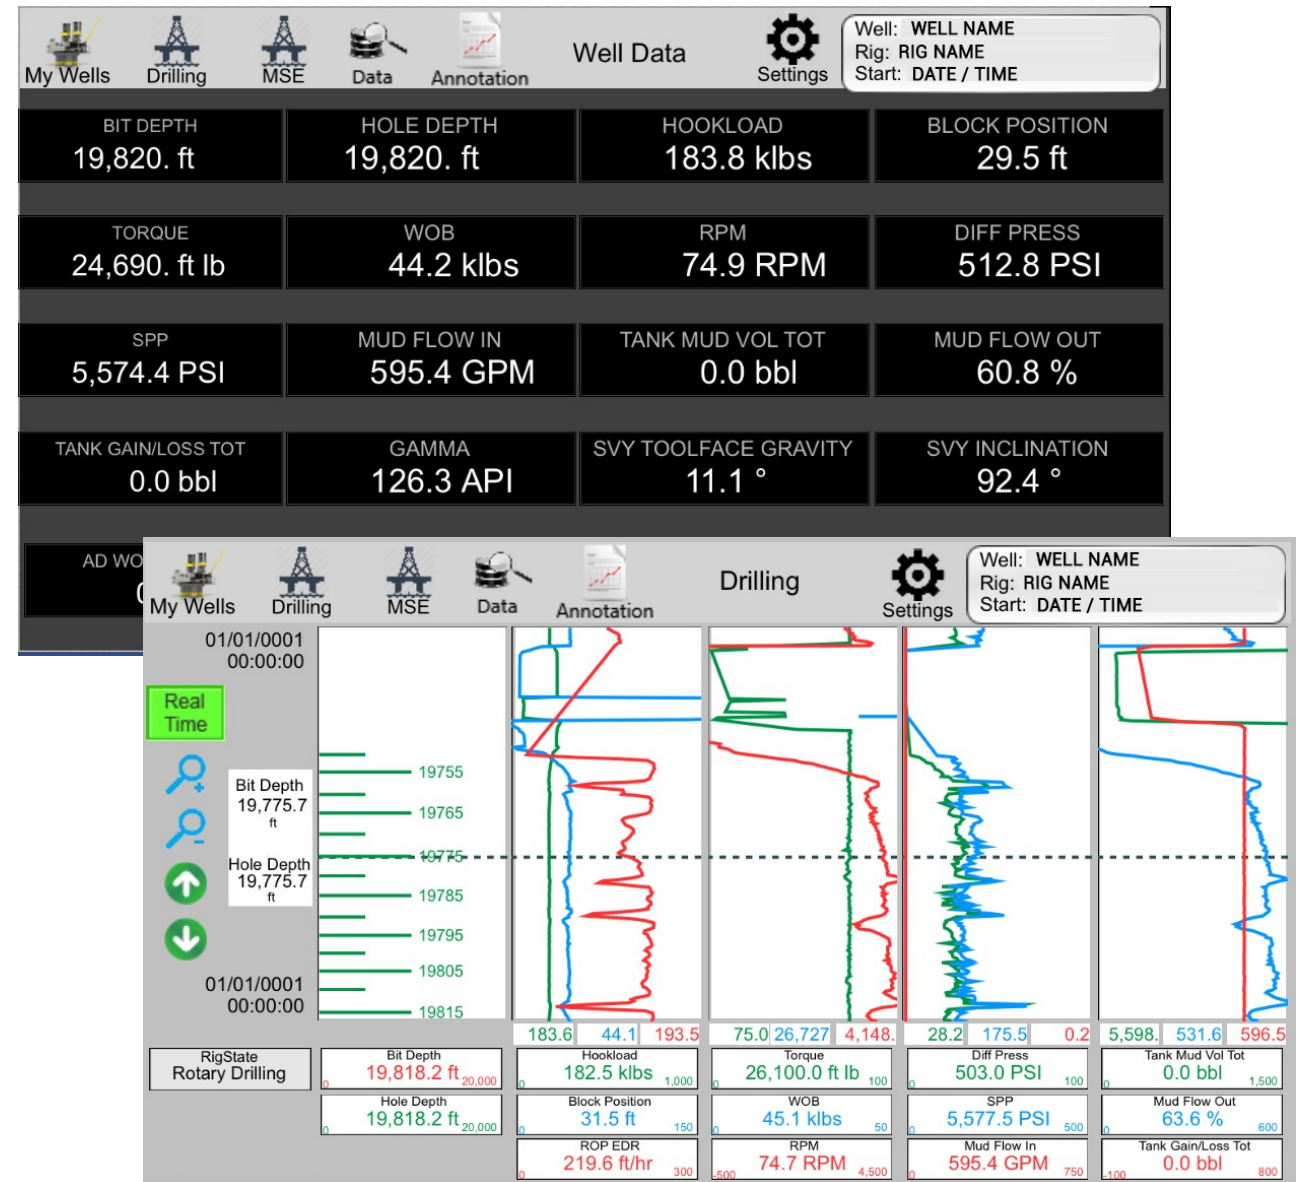 My Wells Drilling MSE Data Annotation Well Data Settings
Well: WELL NAME
Rig: RIG NAME
Start: DATE / TIME
BIT DEPTH HOLE DEPTH HOOKLOAD BLOCK POSITION
19,820. ft 19,820. ft 183.8 klbs 29.5 ft
TORQUE WOB RPM DIFF PRESS
24,690. ft lb 44.2 klbs 74.9 RPM 512.8 PSI
SPP MUD FLOW IN TANK MUD VOL TOT MUD FLOW OUT
5,574.4 PSI 595.4 GPM 0.0 bbl 60.8 %
TANK GAIN/LOSS TOT GAMMA SVY TOOLFACE GRAVITY SVY INCLINATION
0.0 bbl 126.3 API 11.1 ° 92.4 °
AD WO
My Wells Drilling MSE Data Annotation Drilling Settings
Well: WELL NAME
Rig: RIG NAME
Start: DATE / TIME
01/01/0001
00:00:00
Real
Time
Bit Depth
19,775.7
ft
Hole Depth
19,775.7
ft
01/01/0001
00:00:00
19755
19765
19775
19785
19795
19805
19815
183.6 44.1 193.5 75.0 26,727 4,148. 28.2 175.5 0.2 5,598. 531.6 596.5
RigState
Rotary Drilling
Bit Depth Hookload Torque Diff Press Tank Mud Vol Tot
0 19,818.2 ft 20,000 182.5 klbs 1,000 0 26,100.0 ft lb 100 0 503.0 PSI 100 0 0.0 bbl 1,500
Hole Depth Block Position WOB SPP Mud Flow Out
0 19,818.2 ft 20,000 0 31.5 ft 150 0 45.1 klbs 50 0 5,577.5 PSI 500 0 63.6 % 600
ROP EDR RPM Mud Flow In Tank Gain/Loss Tot
0 219.6 ft/hr 300 -500 74.7 RPM 4,500 0 595.4 GPM 750 -100 0.0 bbl 800